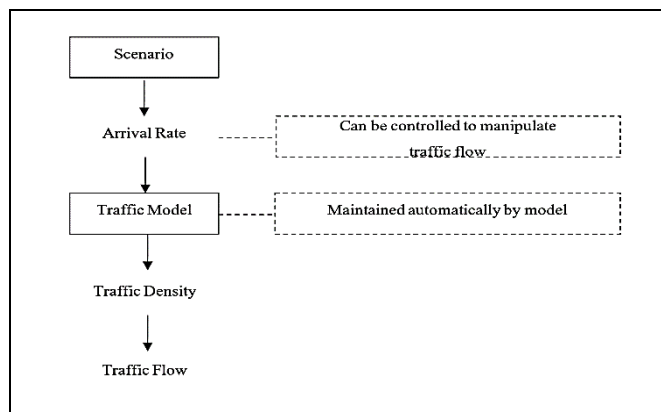 Scenario
Arrival Rate
Can be controlled to manipulate
traffic flow
Traffic Model
Maintained automatically by model
Traffic Density
Traffic Flow